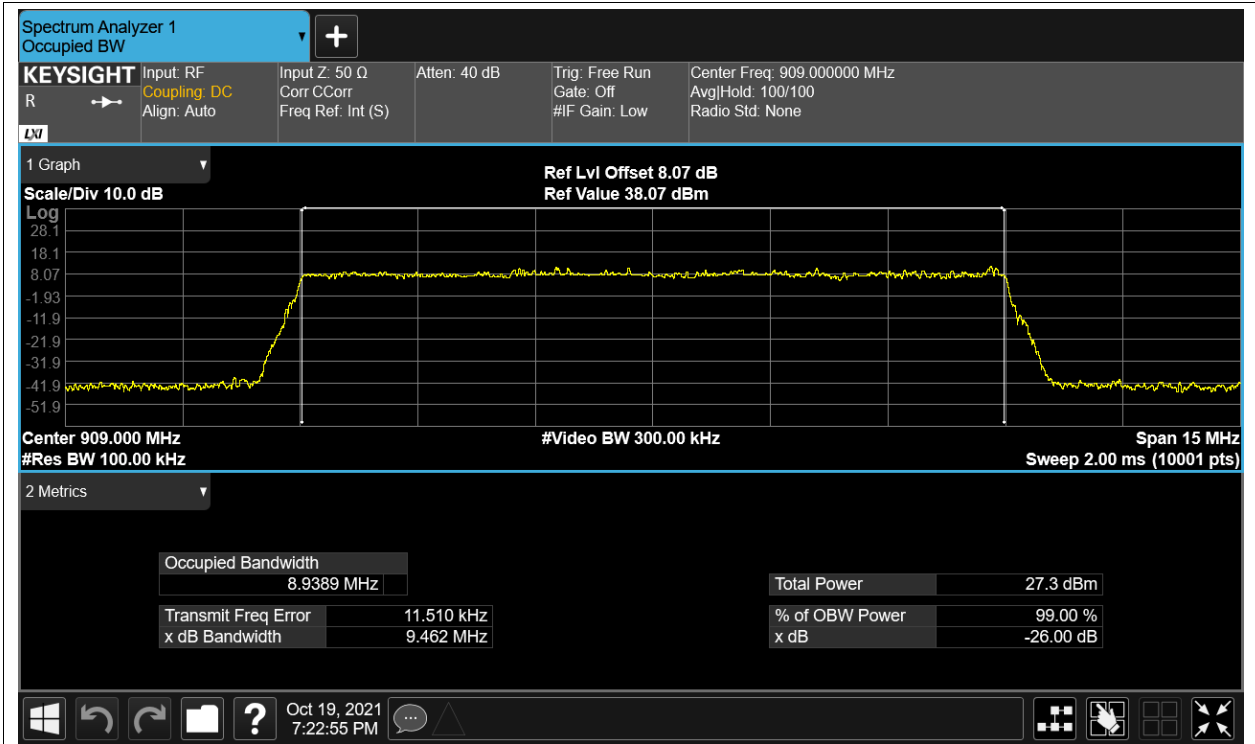 Spectrum Analyzer 1
Occupied BW
KEYSIGHT
R
LXI
Input: RF
Coupling: DC
Align: Auto
Input Z: 50 Ω
Corr CCorr
Freq Ref: Int (S)
Atten: 40 dB
Trig: Free Run
Gate: Off
#IF Gain: Low
Center Freq: 909.000000 MHz
Avg|Hold: 100/100
Radio Std: None
1 Graph
Scale/Div 10.0 dB
Ref Lvl Offset 8.07 dB
Ref Value 38.07 dBm
Log
28.1
18.1
8.07
-1.93
-11.9
-21.9
-31.9
-41.9
-51.9
Center 909.000 MHz
#Res BW 100.00 kHz
#Video BW 300.00 kHz
Span 15 MHz
Sweep 2.00 ms (10001 pts)
2 Metrics
Occupied Bandwidth
8.9389 MHz
Transmit Freq Error 11.510 kHz
x dB Bandwidth 9.462 MHz
Total Power 27.3 dBm
% of OBW Power 99.00 %
x dB -26.00 dB
?
Oct 19, 2021
7:22:55 PM